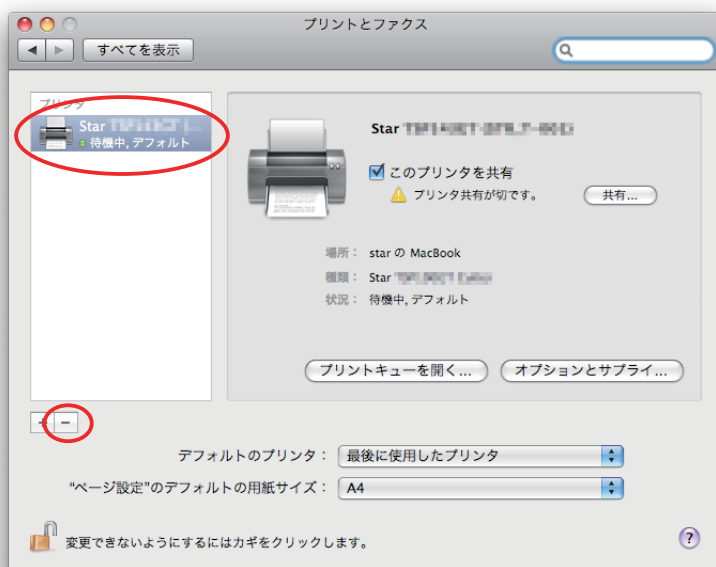 プリントとファクス
すべてを表示
プリンタ
Star
待機中, デフォルト
Star
このプリンタを共有
プリンタ共有が切です。
共有...
場所： star の MacBook
種類： Star
状況： 待機中, デフォルト
プリントキューを開く...
オプションとサプライ...
+ −
デフォルトのプリンタ： 最後に使用したプリンタ
“ページ設定”のデフォルトの用紙サイズ： A4
変更できないようにするにはカギをクリックします。
?